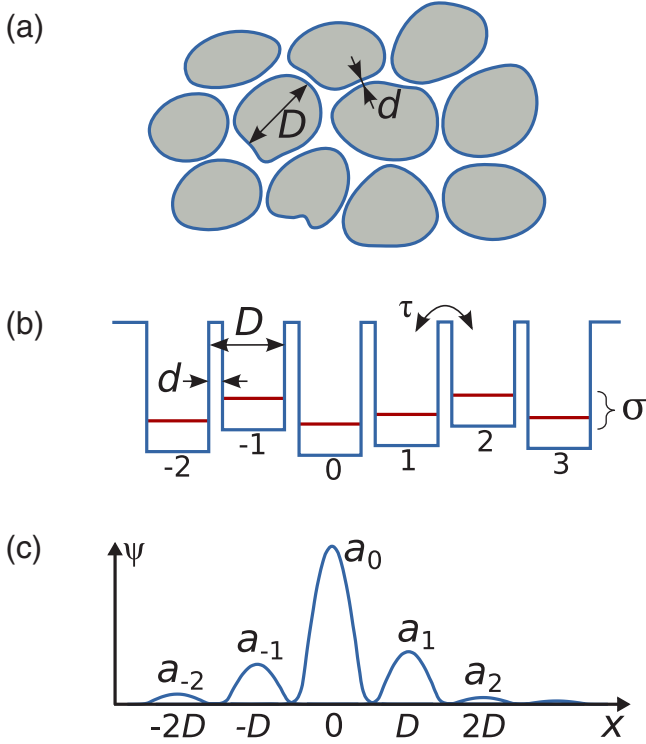 (a)
D
d
(b)
D
τ
d
σ
-2
-1
0
1
2
3
(c)
ψ
a₀
a₋₁
a₁
a₋₂
a₂
-2D
-D
0
D
2D
x